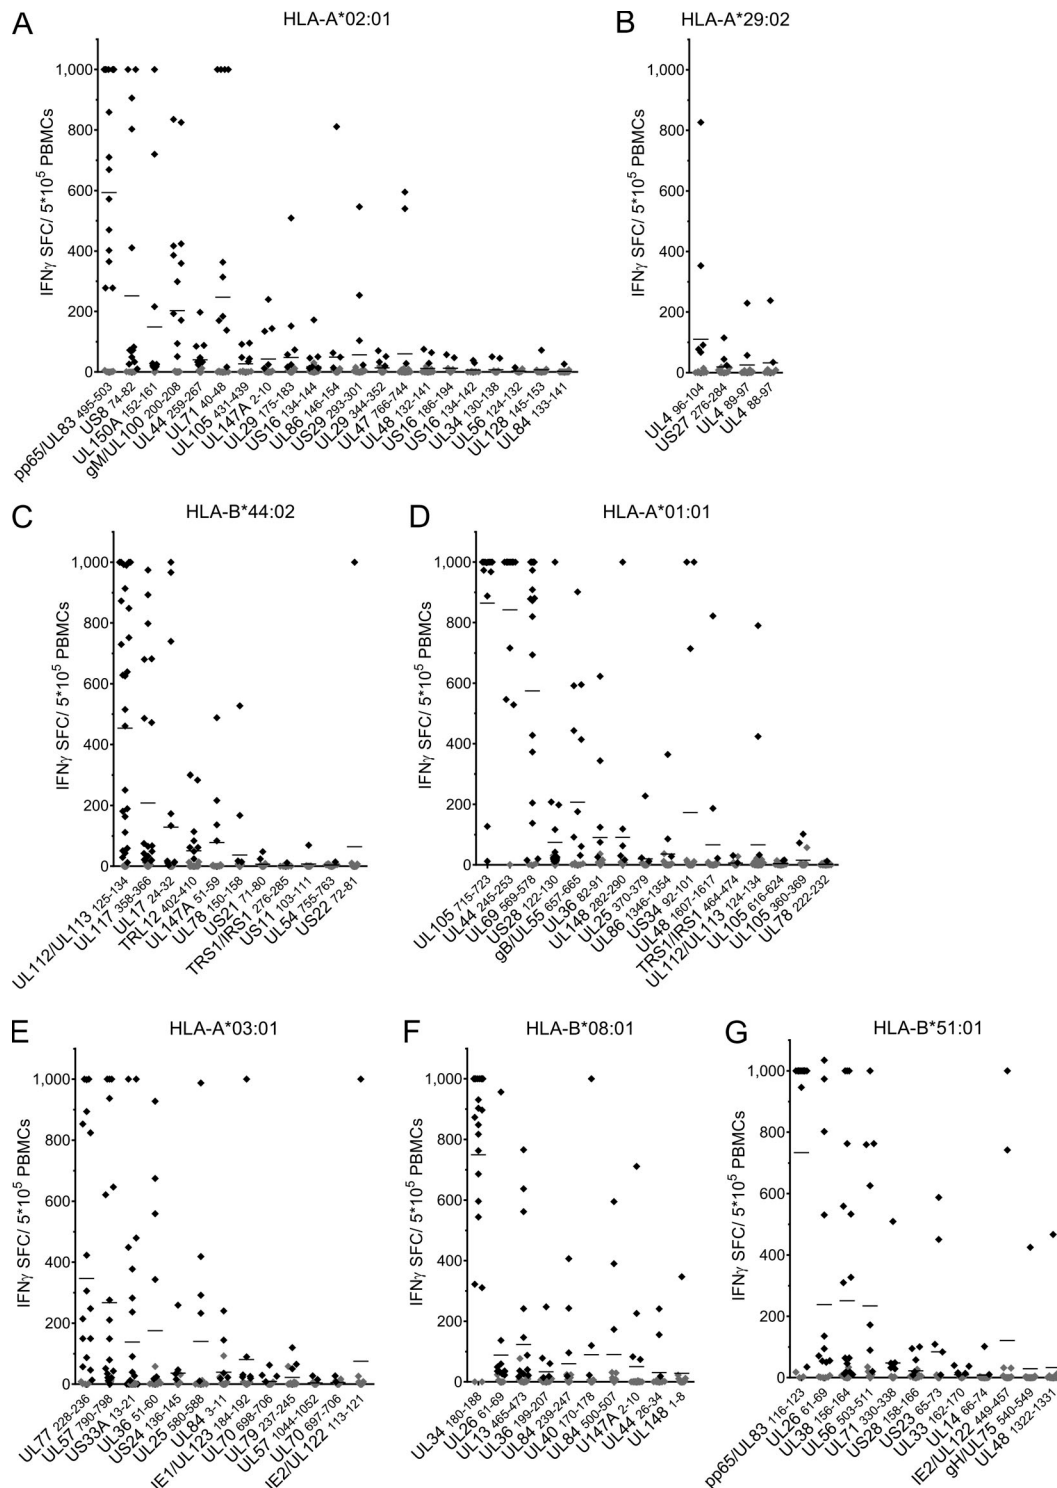 A
HLA-A*02:01
IFNγ SFC/ 5*10⁵ PBMCs
1,000
800
600
400
200
0
pp65/UL83 495-503
US8 74-82
UL150A 152-161
gM/UL100 200-208
UL44 259-267
UL71 40-48
UL105 431-439
UL147A 2-10
UL29 175-183
US16 134-144
UL86 146-154
US29 293-301
UL29 344-352
UL47 766-744
UL48 132-141
US16 186-194
US16 134-142
UL34 130-138
UL56 124-132
UL128 145-153
UL84 133-141
B
HLA-A*29:02
IFNγ SFC/ 5*10⁵ PBMCs
1,000
800
600
400
200
0
UL4 96-104
US27 276-284
UL4 89-97
UL4 88-97
C
HLA-B*44:02
IFNγ SFC/ 5*10⁵ PBMCs
1,000
800
600
400
200
0
UL112/UL113 125-134
UL117 358-366
UL17 24-32
TRL12 402-410
UL147A 51-59
UL78 150-158
US21 71-80
TRS1/IRS1 276-285
US11 103-111
UL54 755-763
US22 72-81
D
HLA-A*01:01
IFNγ SFC/ 5*10⁵ PBMCs
1,000
800
600
400
200
0
UL105 715-723
UL44 245-253
UL69 569-578
US28 122-130
gB/UL55 657-665
UL36 82-91
UL148 282-290
UL25 370-379
UL86 1346-1354
US34 92-101
UL48 1607-1617
TRS1/IRS1 464-474
UL112/UL113 124-134
UL105 616-624
UL105 360-369
UL78 222-232
E
HLA-A*03:01
IFNγ SFC/ 5*10⁵ PBMCs
1,000
800
600
400
200
0
UL77 228-236
UL57 790-798
US33A 13-21
UL36 51-60
US24 136-145
UL25 580-588
UL84 3-11
IE1/UL123 184-192
UL70 698-706
UL79 237-245
UL57 1044-1052
UL70 697-706
IE2/UL122 113-121
F
HLA-B*08:01
IFNγ SFC/ 5*10⁵ PBMCs
1,000
800
600
400
200
0
UL34 180-188
UL26 61-69
UL13 465-473
UL36 199-207
UL84 239-247
UL40 170-178
UL84 500-507
U147A 2-10
UL44 26-34
UL148 1-8
G
HLA-B*51:01
IFNγ SFC/ 5*10⁵ PBMCs
1,000
800
600
400
200
0
pp65/UL83 116-123
UL26 61-69
UL38 156-164
UL56 503-511
UL71 330-338
US28 158-166
US23 65-73
UL33 162-170
UL14 66-74
IE2/UL122 449-457
gH/UL75 540-549
UL48 1322-1331